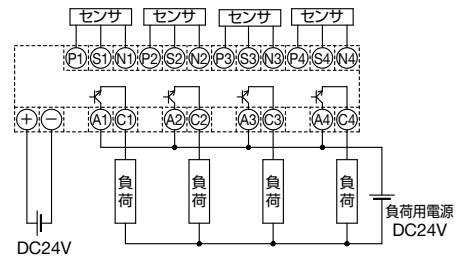 センサ センサ センサ センサ
P1 S1 N1 P2 S2 N2 P3 S3 N3 P4 S4 N4
+ − A1 C1 A2 C2 A3 C3 A4 C4
負荷 負荷 負荷 負荷
負荷用電源
DC24V
DC24V